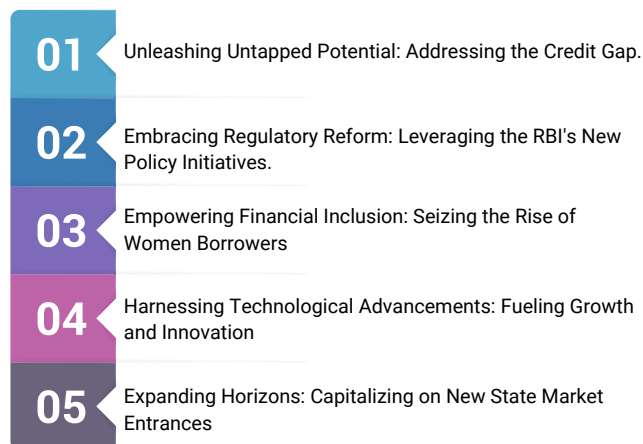 01
Unleashing Untapped Potential: Addressing the Credit Gap.
02
Embracing Regulatory Reform: Leveraging the RBI's New
Policy Initiatives.
03
Empowering Financial Inclusion: Seizing the Rise of
Women Borrowers
04
Harnessing Technological Advancements: Fueling Growth
and Innovation
05
Expanding Horizons: Capitalizing on New State Market
Entrances